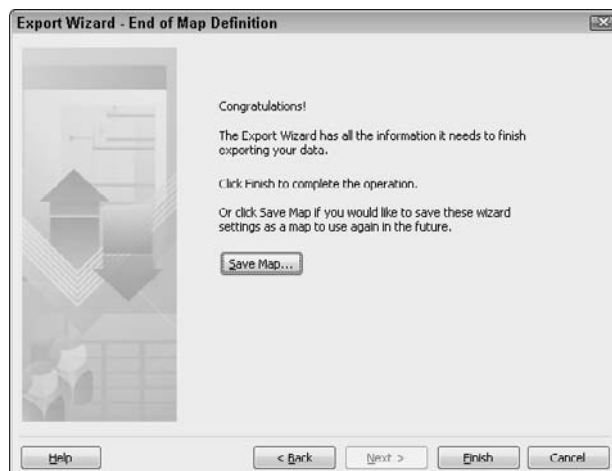 Export Wizard - End of Map Definition
Congratulations!
The Export Wizard has all the information it needs to finish
exporting your data.
Click Finish to complete the operation.
Or click Save Map if you would like to save these wizard
settings as a map to use again in the future.
Save Map...
Help
< Back
Next >
Finish
Cancel